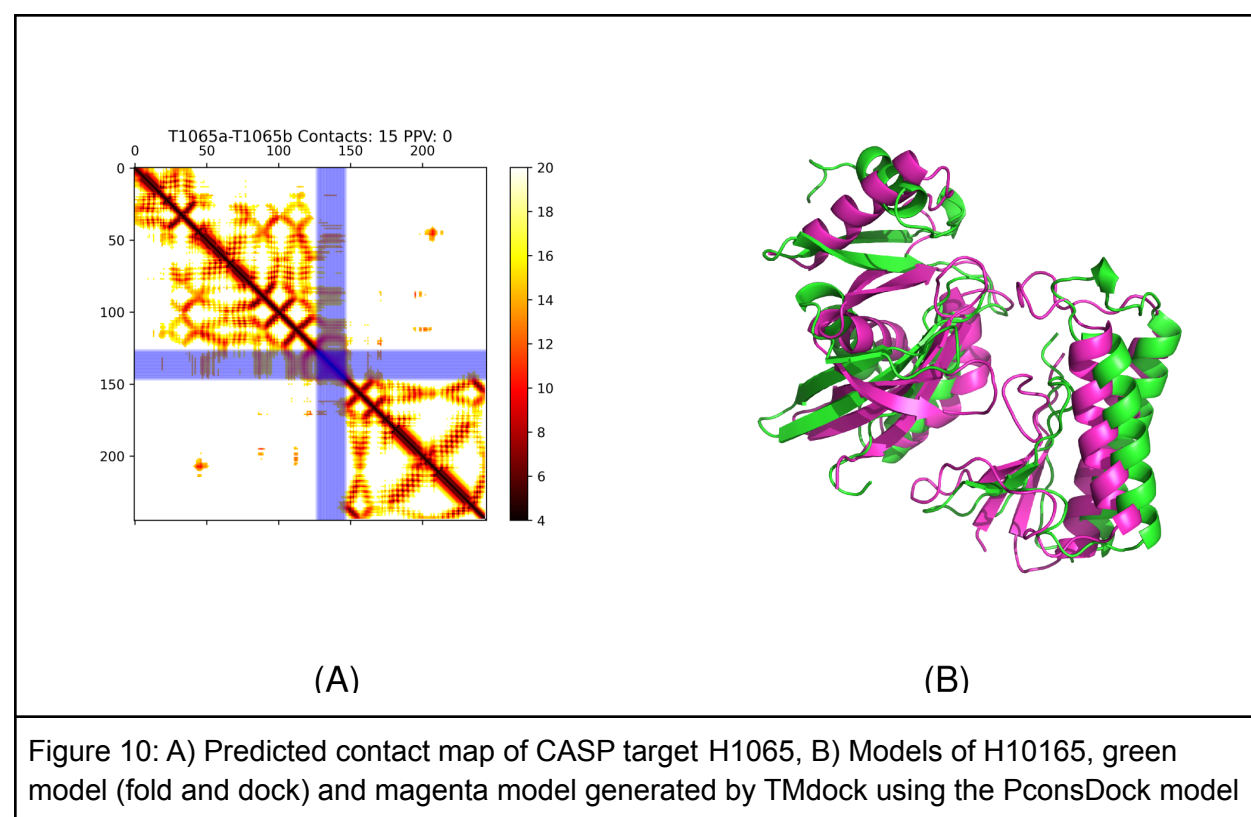 T1065a-T1065b Contacts: 15 PPV: 0
0 50 100 150 200
0
50
100
150
200
20
18
16
14
12
10
8
6
4
(A)
(B)
Figure 10: A) Predicted contact map of CASP target H1065, B) Models of H10165, green
model (fold and dock) and magenta model generated by TMdock using the PconsDock model